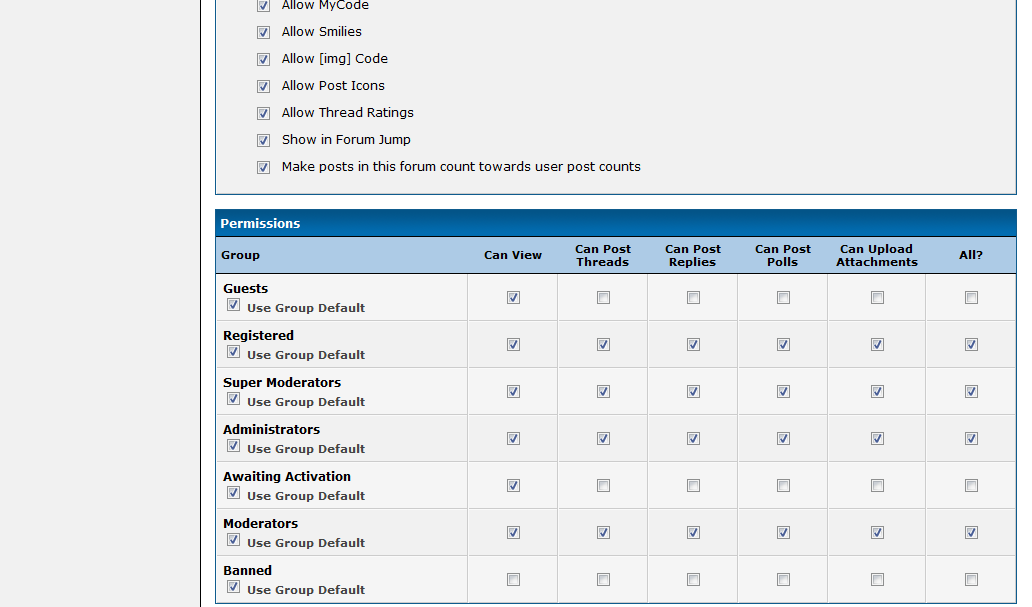 Allow MyCode
Allow Smilies
Allow [img] Code
Allow Post Icons
Allow Thread Ratings
Show in Forum Jump
Make posts in this forum count towards user post counts
Permissions
Group Can View Can Post Threads Can Post Replies Can Post Polls Can Upload Attachments All?
Guests
Use Group Default
Registered
Use Group Default
Super Moderators
Use Group Default
Administrators
Use Group Default
Awaiting Activation
Use Group Default
Moderators
Use Group Default
Banned
Use Group Default